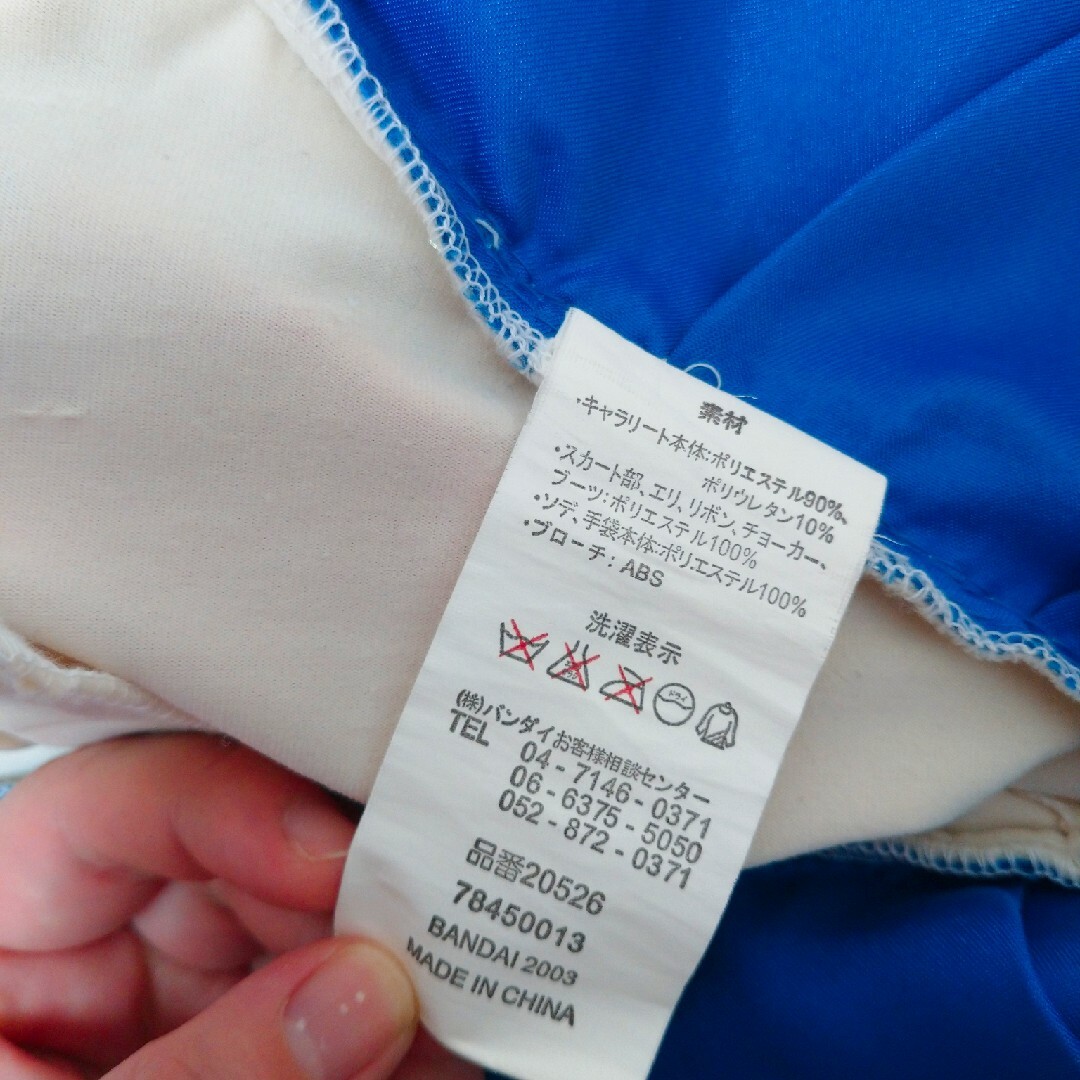 素材
・キャラリート本体:ポリエステル90%、
ポリウレタン10%
・スカート部、エリ、リボン、チョーカー、
ブーツ:ポリエステル100%
・ソデ、手袋本体:ポリエステル100%
・ブローチ:ABS
洗濯表示
ドライ
(株)バンダイお客様相談センター
TEL 04-7146-0371
06-6375-5050
052-872-0371
品番20526
78450013
BANDAI 2003
MADE IN CHINA